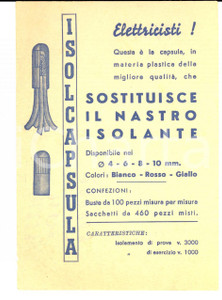 ISOLCAPSULA
Elettricisti !
Questa è la capsula, in
materia plastica della
migliore qualità, che
SOSTITUISCE
IL NASTRO
ISOLANTE
Disponibile nei
Ø 4 - 6 - 8 - 10 mm.
Colori : Bianco - Rosso - Giallo
CONFEZIONI:
Buste da 100 pezzi misura per misura
Sacchetti da 460 pezzi misti.
CARATTERISTICHE:
Isolamento di prova v. 3000
„ di esercizio v. 1000